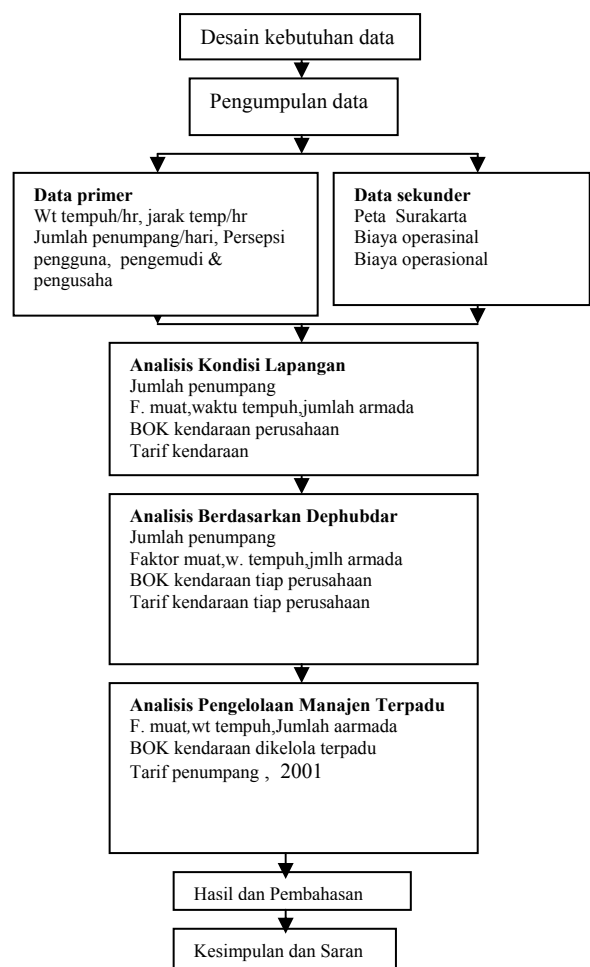 Desain kebutuhan data
Pengumpulan data
Data primer
Wt tempuh/hr, jarak temp/hr
Jumlah penumpang/hari, Persepsi
pengguna, pengemudi &
pengusaha
Data sekunder
Peta Surakarta
Biaya operasinal
Biaya operasional
Analisis Kondisi Lapangan
Jumlah penumpang
F. muat,waktu tempuh,jumlah armada
BOK kendaraan perusahaan
Tarif kendaraan
Analisis Berdasarkan Dephubdar
Jumlah penumpang
Faktor muat,w. tempuh,jmlh armada
BOK kendaraan tiap perusahaan
Tarif kendaraan tiap perusahaan
Analisis Pengelolaan Manajen Terpadu
F. muat,wt tempuh,Jumlah aarmada
BOK kendaraan dikelola terpadu
Tarif penumpang , 2001
Hasil dan Pembahasan
Kesimpulan dan Saran